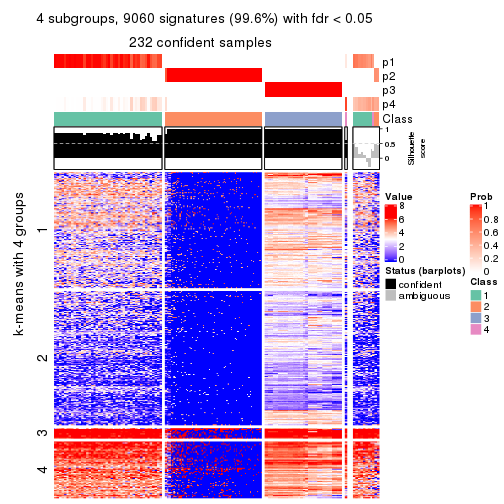 4 subgroups, 9060 signatures (99.6%) with fdr < 0.05
232 confident samples
p1
p2
p3
p4
Class
1
0.5
0
Silhouette
score
k-means with 4 groups
1
2
3
4
Value
8
6
4
2
0
Status (barplots)
confident
ambiguous
Prob
1
0.8
0.6
0.4
0.2
0
Class
1
2
3
4